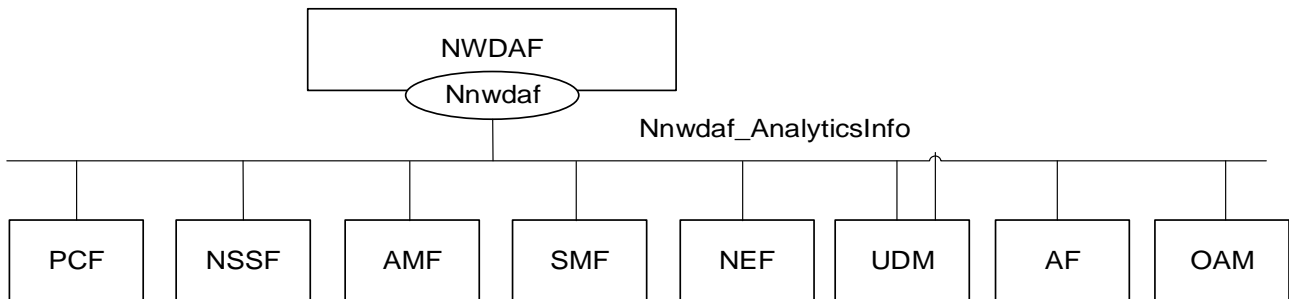 NWDAF
Nnwdaf
Nnwdaf_AnalyticsInfo
PCF NSSF AMF SMF NEF UDM AF OAM